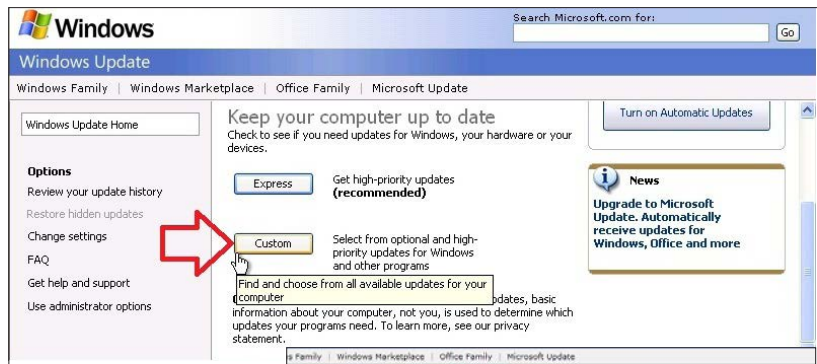 Windows
Search Microsoft.com for:
Go
Windows Update
Windows Family | Windows Marketplace | Office Family | Microsoft Update
Windows Update Home
Options
Review your update history
Restore hidden updates
Change settings
FAQ
Get help and support
Use administrator options
Keep your computer up to date
Check to see if you need updates for Windows, your hardware or your
devices.
Express
Get high-priority updates
(recommended)
Custom
Select from optional and high-
priority updates for Windows
and other programs
Find and choose from all available updates for your
computer
pdates, basic
information about your computer, not you, is used to determine which
updates your programs need. To learn more, see our privacy
statement.
Turn on Automatic Updates
News
Upgrade to Microsoft
Update. Automatically
receive updates for
Windows, Office and more
s Family | Windows Marketplace | Office Family | Microsoft Update